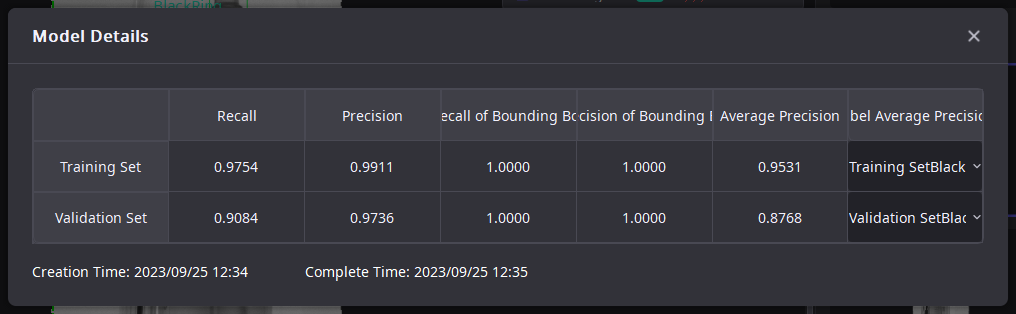 BlackRing
Model Details
Recall Precision ecall of Bounding Bo cision of Bounding Average Precision bel Average Precisio
Training Set 0.9754 0.9911 1.0000 1.0000 0.9531 Training SetBlack
Validation Set 0.9084 0.9736 1.0000 1.0000 0.8768 Validation SetBlac
Creation Time: 2023/09/25 12:34 Complete Time: 2023/09/25 12:35